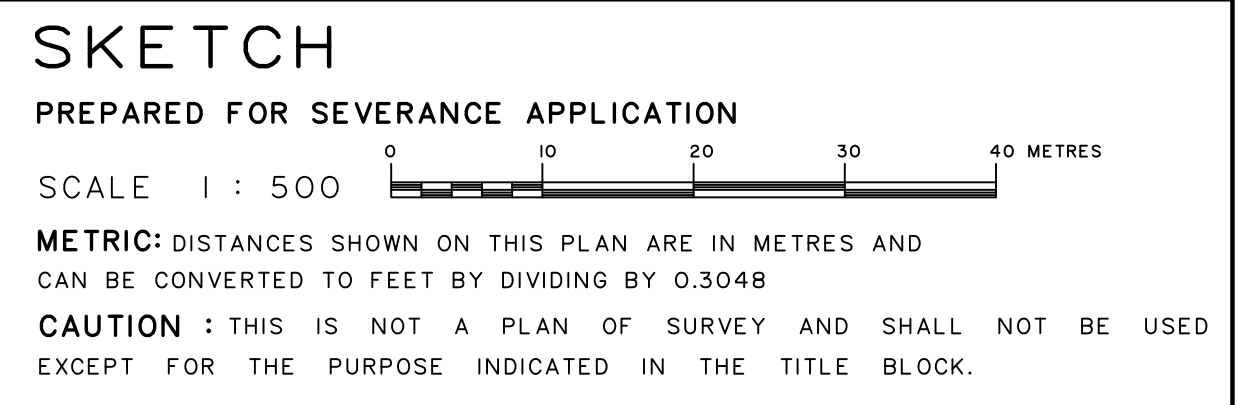 SKETCH
PREPARED FOR SEVERANCE APPLICATION
0 10 20 30 40 METRES
SCALE 1 : 500
METRIC: DISTANCES SHOWN ON THIS PLAN ARE IN METRES AND
CAN BE CONVERTED TO FEET BY DIVIDING BY 0.3048
CAUTION : THIS IS NOT A PLAN OF SURVEY AND SHALL NOT BE USED
EXCEPT FOR THE PURPOSE INDICATED IN THE TITLE BLOCK.